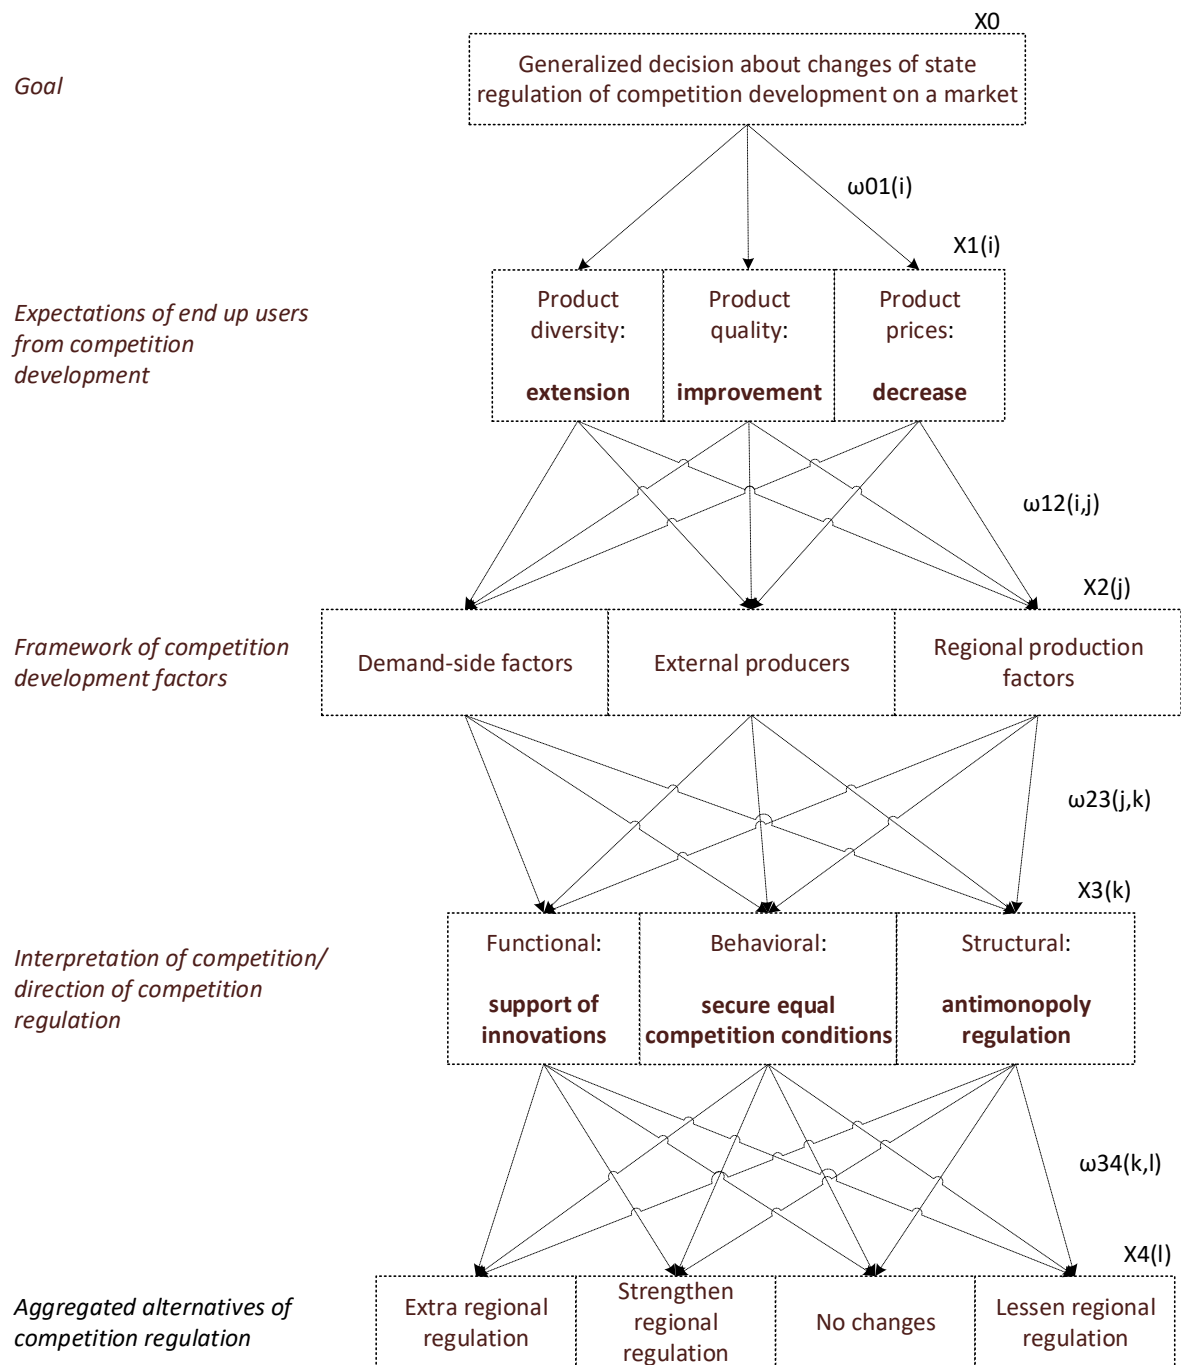 X0
Goal
Generalized decision about changes of state
regulation of competition development on a market
ω01(i)
X1(i)
Expectations of end up users
from competition
development
Product
diversity:
extension
Product
quality:
improvement
Product
prices:
decrease
ω12(i,j)
X2(j)
Framework of competition
development factors
Demand-side factors
External producers
Regional production
factors
ω23(j,k)
X3(k)
Interpretation of competition/
direction of competition
regulation
Functional:
support of
innovations
Behavioral:
secure equal
competition conditions
Structural:
antimonopoly
regulation
ω34(k,l)
X4(l)
Aggregated alternatives of
competition regulation
Extra regional
regulation
Strengthen
regional
regulation
No changes
Lessen regional
regulation